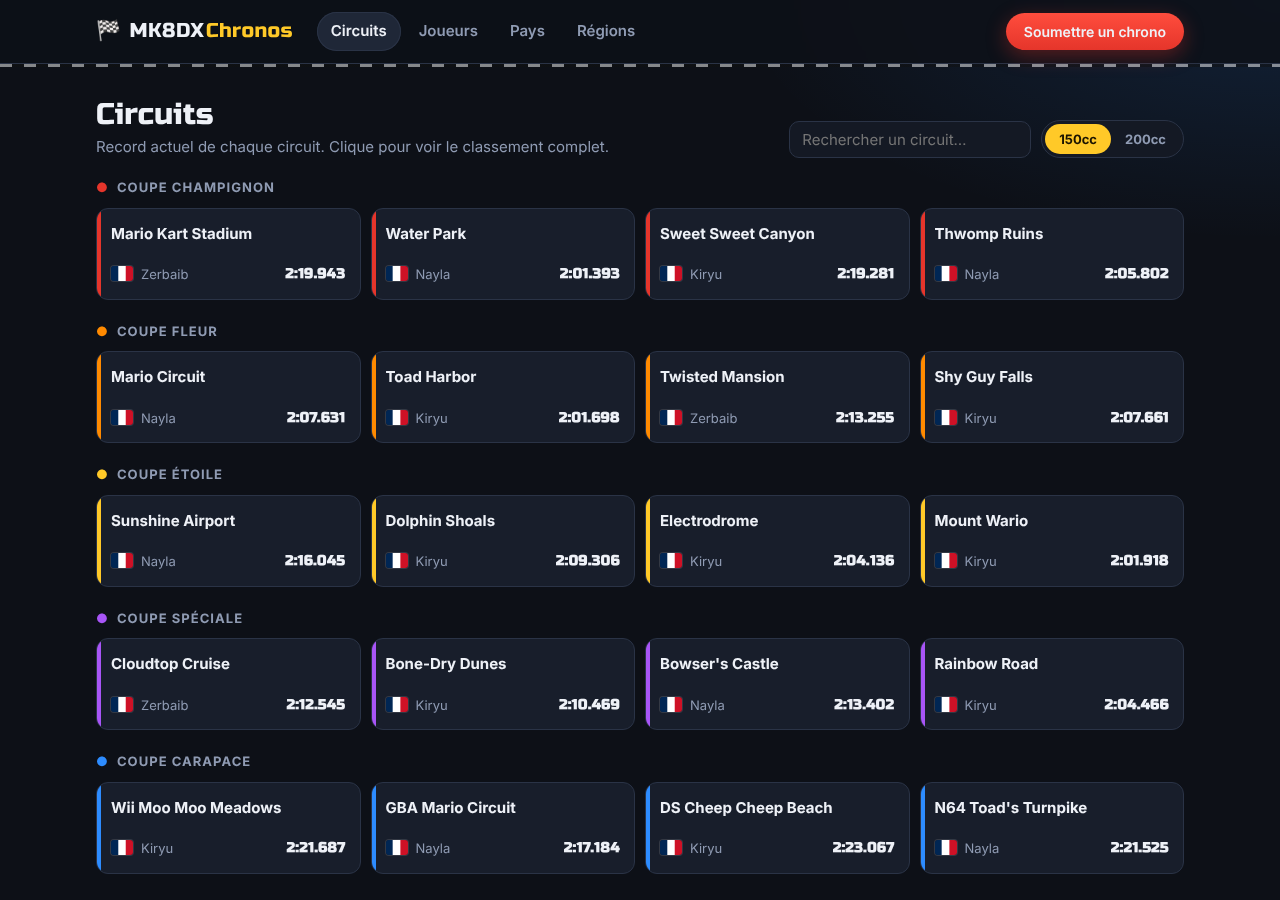 MK8DXChronos Circuits Joueurs Pays Régions Soumettre un chrono
Circuits
Record actuel de chaque circuit. Clique pour voir le classement complet.
Rechercher un circuit… 150cc 200cc
COUPE CHAMPIGNON
Mario Kart Stadium
Zerbaib 2:19.943
Water Park
Nayla 2:01.393
Sweet Sweet Canyon
Kiryu 2:19.281
Thwomp Ruins
Nayla 2:05.802
COUPE FLEUR
Mario Circuit
Nayla 2:07.631
Toad Harbor
Kiryu 2:01.698
Twisted Mansion
Zerbaib 2:13.255
Shy Guy Falls
Kiryu 2:07.661
COUPE ÉTOILE
Sunshine Airport
Nayla 2:16.045
Dolphin Shoals
Kiryu 2:09.306
Electrodrome
Kiryu 2:04.136
Mount Wario
Kiryu 2:01.918
COUPE SPÉCIALE
Cloudtop Cruise
Zerbaib 2:12.545
Bone-Dry Dunes
Kiryu 2:10.469
Bowser's Castle
Nayla 2:13.402
Rainbow Road
Kiryu 2:04.466
COUPE CARAPACE
Wii Moo Moo Meadows
Kiryu 2:21.687
GBA Mario Circuit
Nayla 2:17.184
DS Cheep Cheep Beach
Kiryu 2:23.067
N64 Toad's Turnpike
Nayla 2:21.525